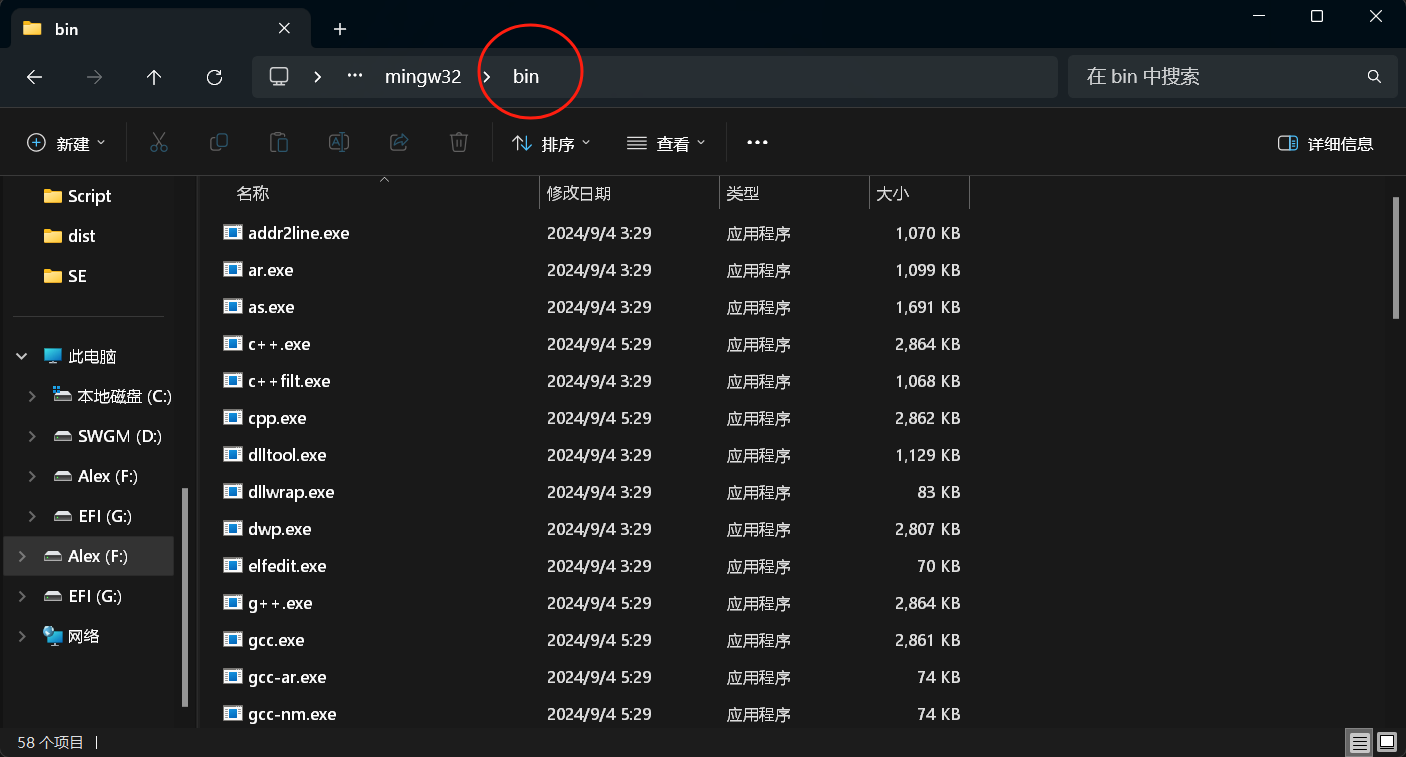 bin
mingw32 bin
在 bin 中搜索
新建 排序 查看 详细信息
Script
dist
SE
此电脑
本地磁盘 (C:)
SWGM (D:)
Alex (F:)
EFI (G:)
Alex (F:)
EFI (G:)
网络
名称 修改日期 类型 大小
addr2line.exe 2024/9/4 3:29 应用程序 1,070 KB
ar.exe 2024/9/4 3:29 应用程序 1,099 KB
as.exe 2024/9/4 3:29 应用程序 1,691 KB
c++.exe 2024/9/4 5:29 应用程序 2,864 KB
c++filt.exe 2024/9/4 3:29 应用程序 1,068 KB
cpp.exe 2024/9/4 5:29 应用程序 2,862 KB
dlltool.exe 2024/9/4 3:29 应用程序 1,129 KB
dllwrap.exe 2024/9/4 3:29 应用程序 83 KB
dwp.exe 2024/9/4 3:29 应用程序 2,807 KB
elfedit.exe 2024/9/4 3:29 应用程序 70 KB
g++.exe 2024/9/4 5:29 应用程序 2,864 KB
gcc.exe 2024/9/4 5:29 应用程序 2,861 KB
gcc-ar.exe 2024/9/4 5:29 应用程序 74 KB
gcc-nm.exe 2024/9/4 5:29 应用程序 74 KB
58 个项目